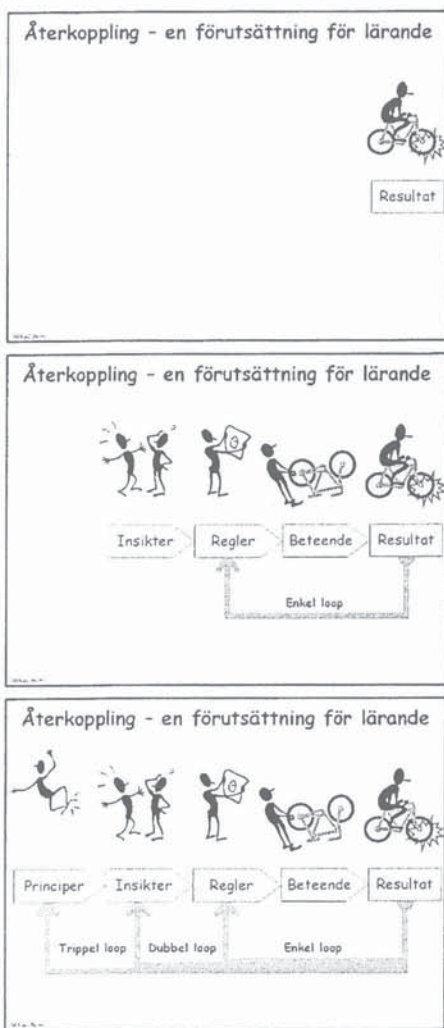 Återkoppling - en förutsättning för lärande
Resultat
Återkoppling - en förutsättning för lärande
Insikter Regler Beteende Resultat
Enkel loop
Återkoppling - en förutsättning för lärande
Principer Insikter Regler Beteende Resultat
Trippel loop Dubbel loop Enkel loop